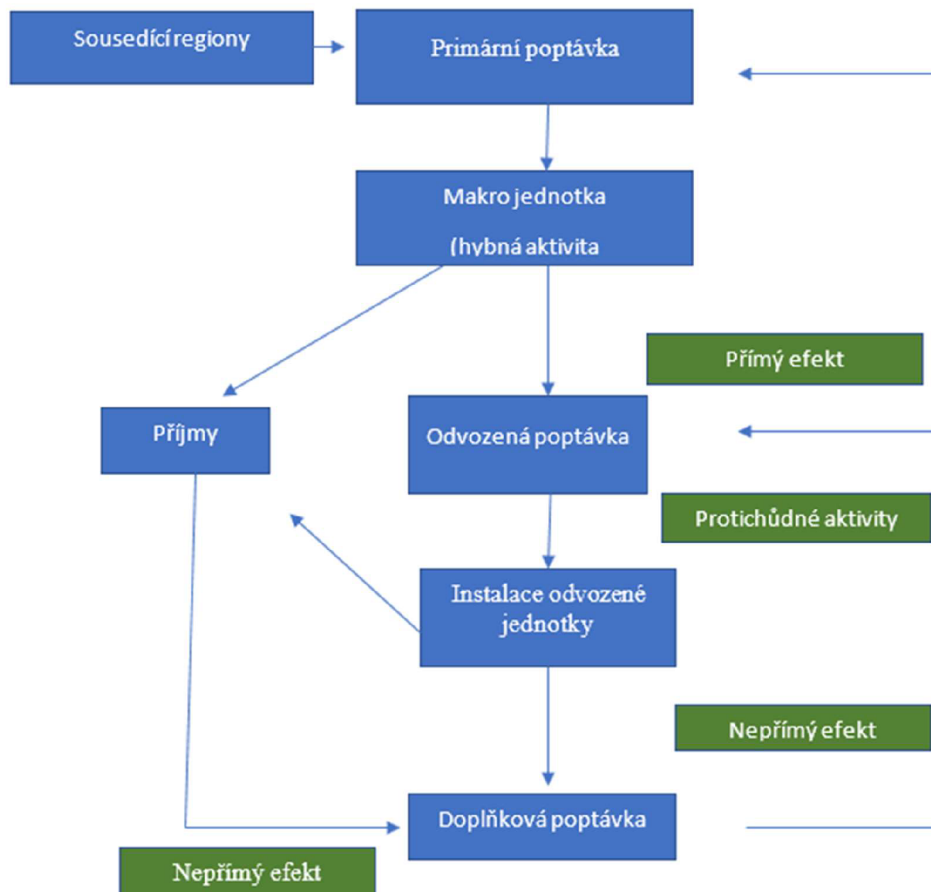 Sousedící regiony
Primární poptávka
Makro jednotka
(hybná aktivita
Přímý efekt
Příjmy
Odvozená poptávka
Protichůdné aktivity
Instalace odvozené
jednotky
Nepřímý efekt
Doplňková poptávka
Nepřímý efekt